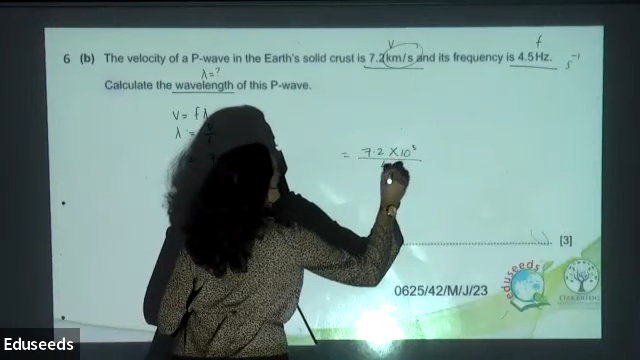 v f
6 (b) The velocity of a P-wave in the Earth's solid crust is 7.2 km/s and its frequency is 4.5 Hz.
λ = ? s⁻¹
Calculate the wavelength of this P-wave.
v = f λ
λ =
= 7.2 × 10³
[3]
0625/42/M/J/23
eduseeds
Eduseeds